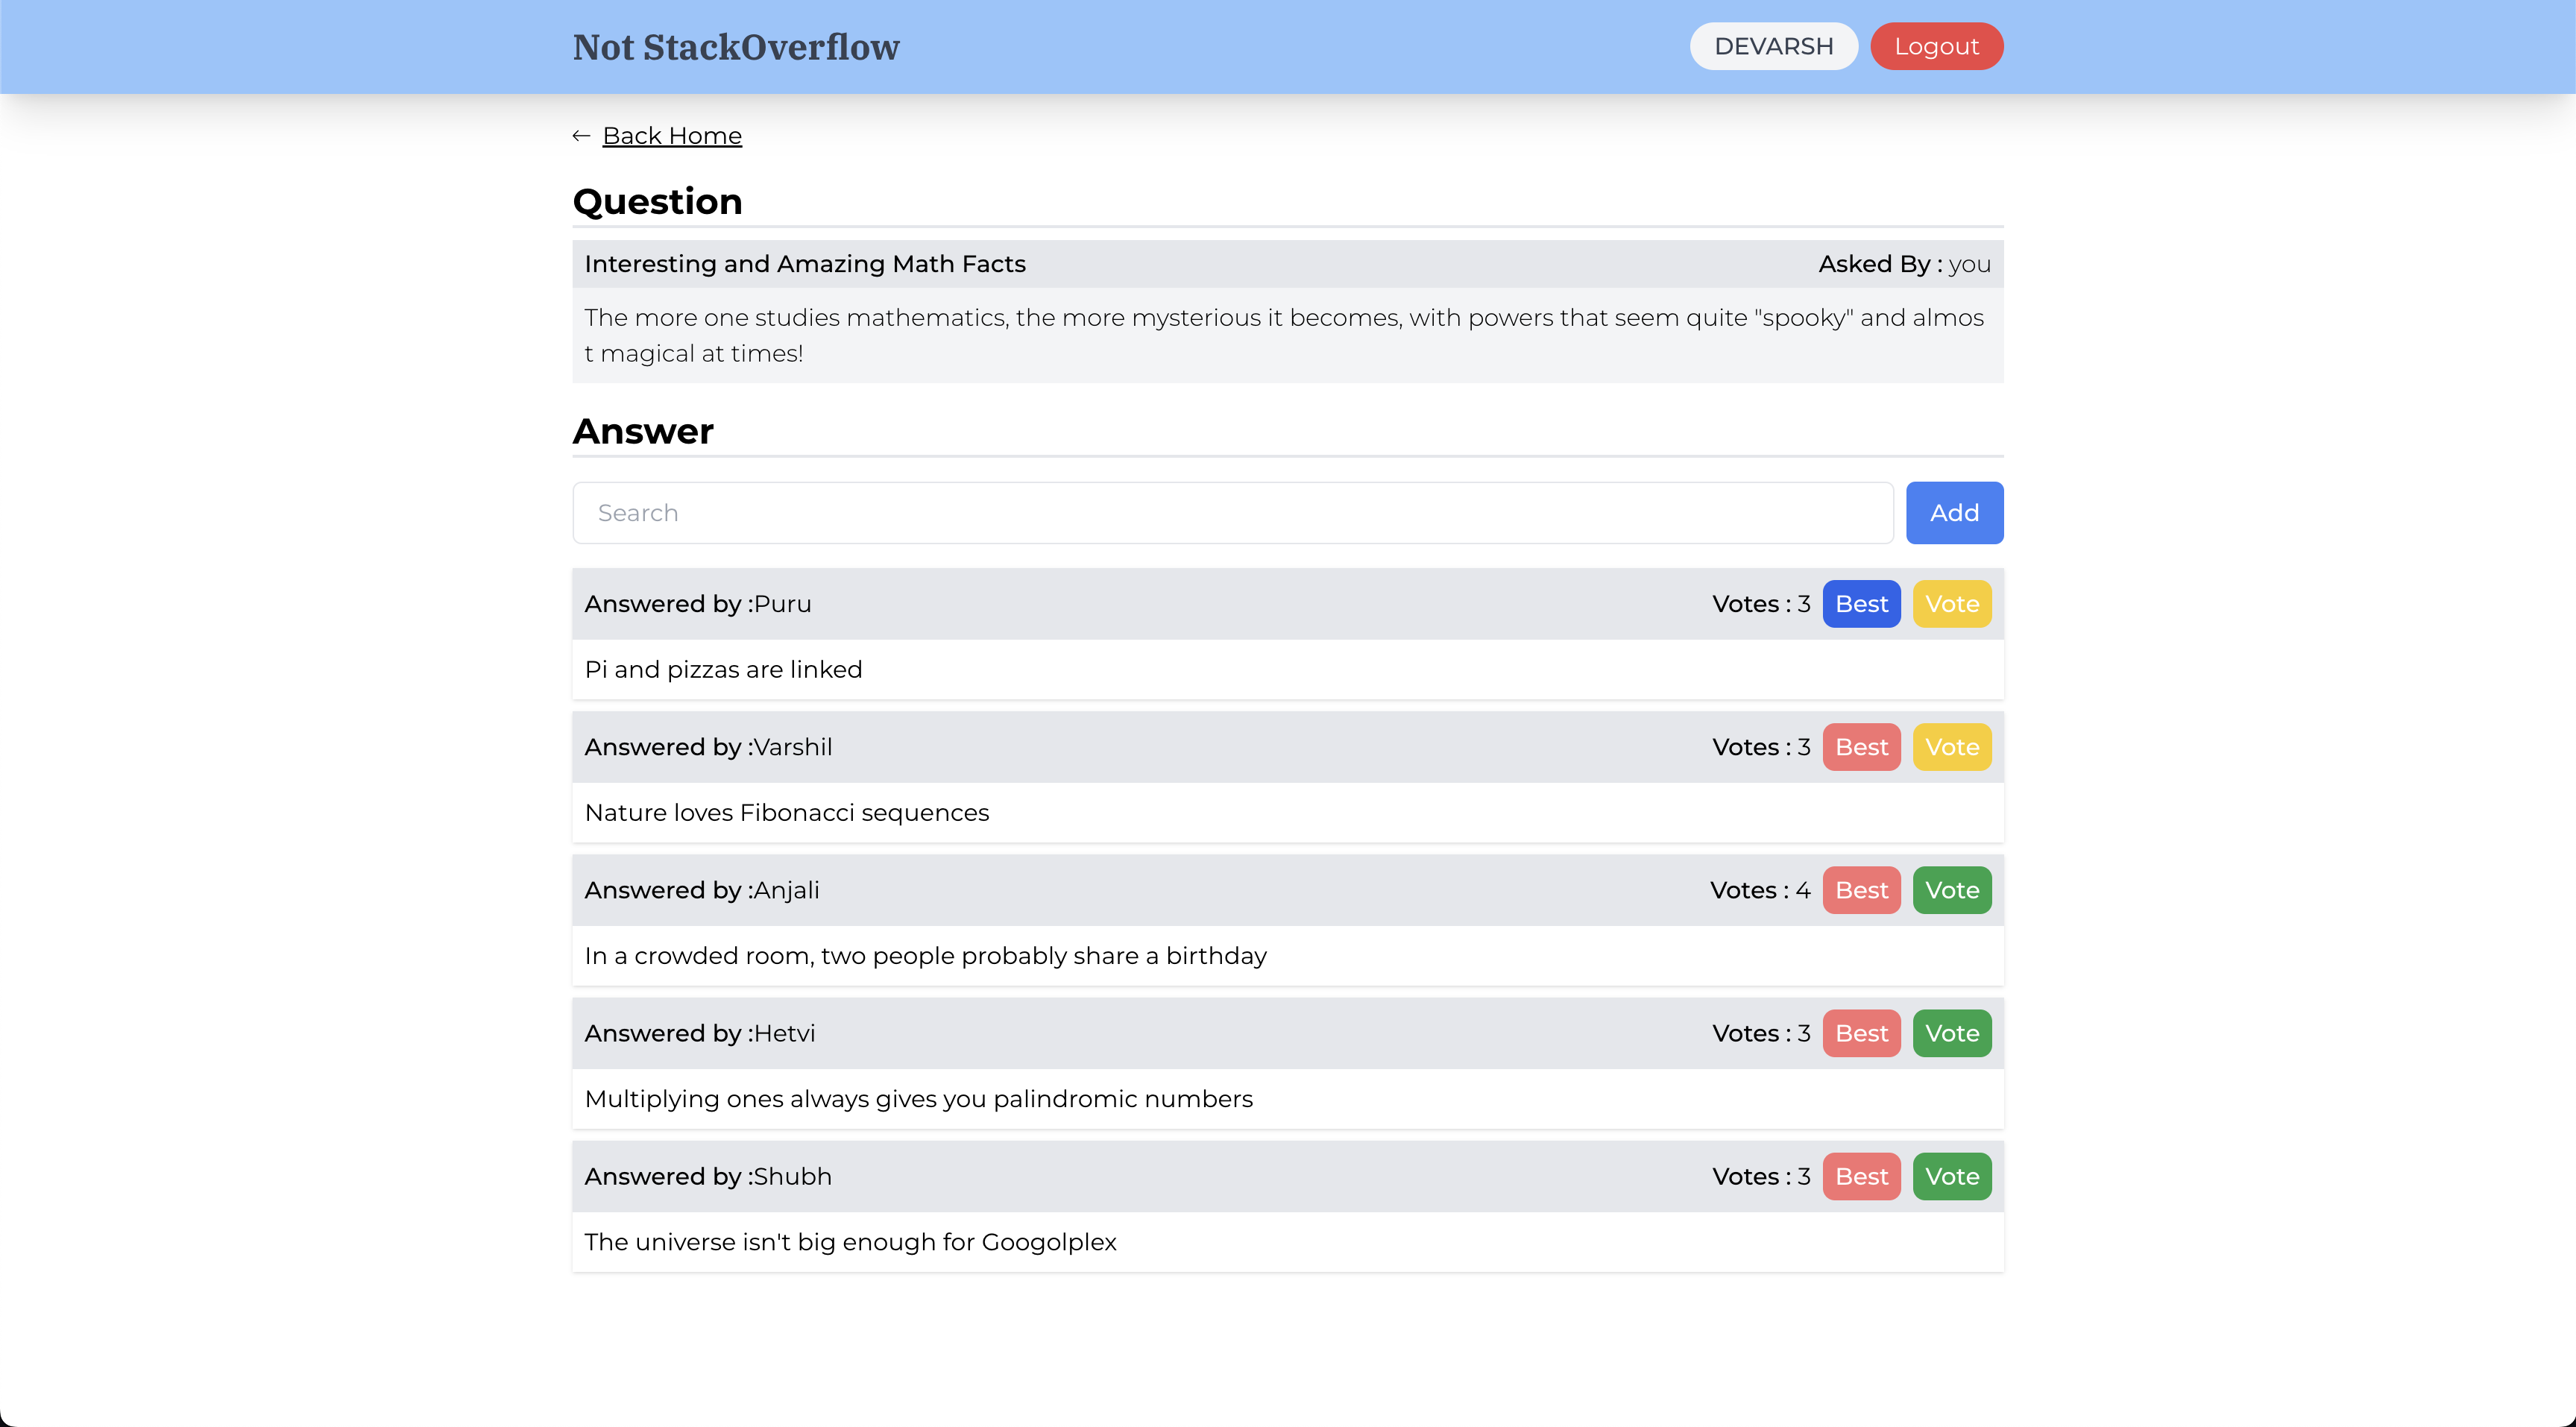 Not StackOverflow DEVARSH Logout
← Back Home
Question
Interesting and Amazing Math Facts Asked By : you
The more one studies mathematics, the more mysterious it becomes, with powers that seem quite "spooky" and almos
t magical at times!
Answer
Search Add
Answered by :Puru Votes : 3 Best Vote
Pi and pizzas are linked
Answered by :Varshil Votes : 3 Best Vote
Nature loves Fibonacci sequences
Answered by :Anjali Votes : 4 Best Vote
In a crowded room, two people probably share a birthday
Answered by :Hetvi Votes : 3 Best Vote
Multiplying ones always gives you palindromic numbers
Answered by :Shubh Votes : 3 Best Vote
The universe isn't big enough for Googolplex